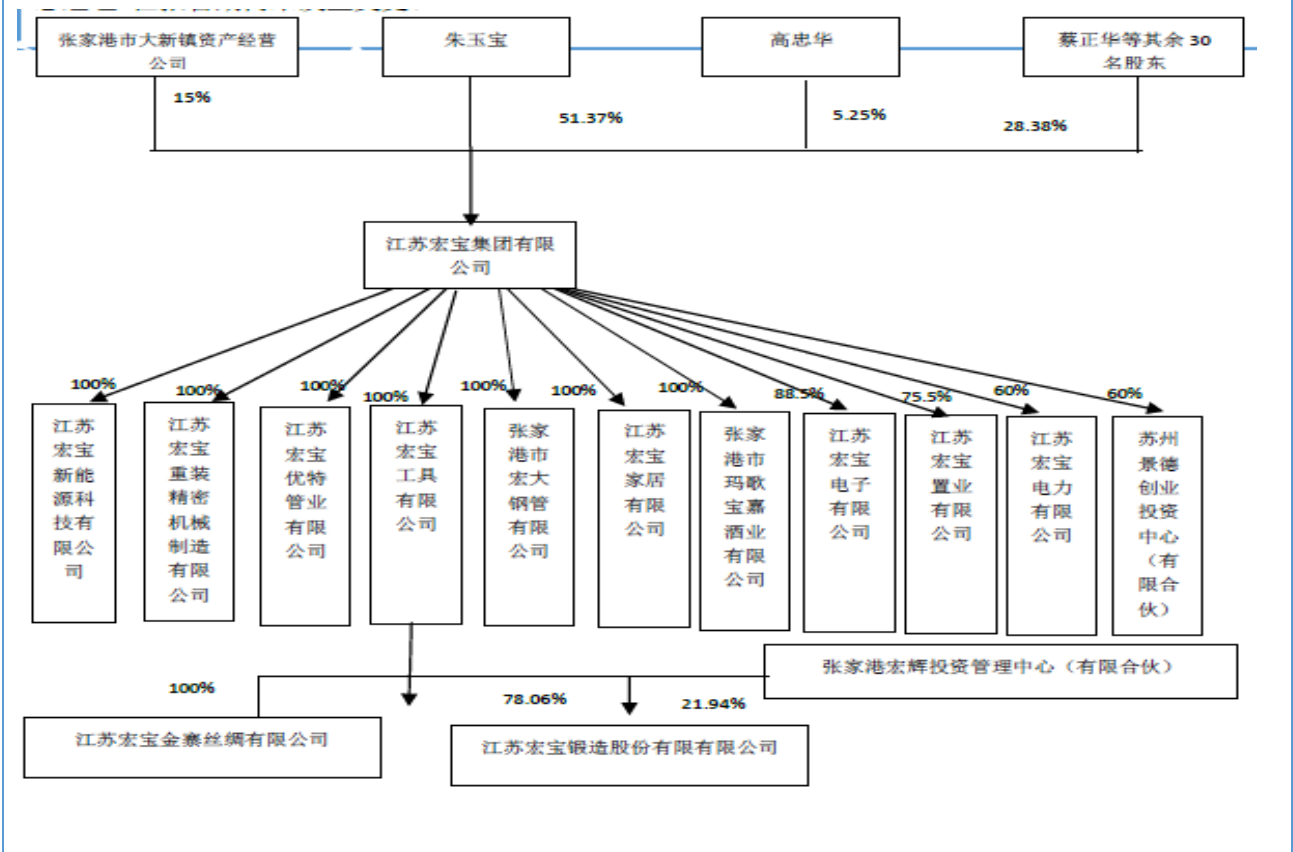 张家港市大新镇资产经营
公司
朱玉宝
高忠华
蔡正华等其余 30
名股东
15%
51.37%
5.25%
28.38%
江苏宏宝集团有限
公司
100%
100%
100%
100%
100%
100%
100%
88.5%
75.5%
60%
60%
江苏
宏宝
新能
源科
技有
限公
司
江苏
宏宝
重装
精密
机械
制造
有限
公司
江苏
宏宝
优特
管业
有限
公司
江苏
宏宝
工具
有限
公司
张家
港市
宏大
钢管
有限
公司
江苏
宏宝
家居
有限
公司
张家
港市
玛歌
宝嘉
酒业
有限
公司
江苏
宏宝
电子
有限
公司
江苏
宏宝
置业
有限
公司
江苏
宏宝
电力
有限
公司
苏州
景德
创业
投资
中心
（有
限合
伙）
张家港宏辉投资管理中心（有限合伙）
100%
78.06%
21.94%
江苏宏宝金寨丝绸有限公司
江苏宏宝锻造股份有限有限公司